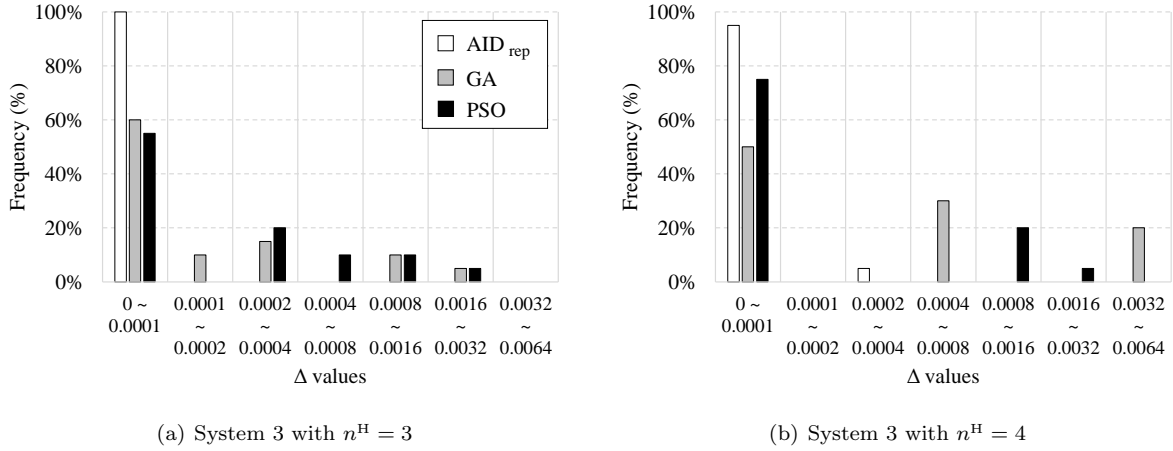 100%
80%
60%
40%
20%
0%
Frequency (%)
AID rep
GA
PSO
0 ~ 0.0001 0.0002 0.0004 0.0008 0.0016 0.0032
0.0001 ~ ~ ~ ~ ~ ~
0.0002 0.0004 0.0008 0.0016 0.0032 0.0064
Δ values
(a) System 3 with nᴴ = 3
100%
80%
60%
40%
20%
0%
Frequency (%)
0 ~ 0.0001 0.0002 0.0004 0.0008 0.0016 0.0032
0.0001 ~ ~ ~ ~ ~ ~
0.0002 0.0004 0.0008 0.0016 0.0032 0.0064
Δ values
(b) System 3 with nᴴ = 4